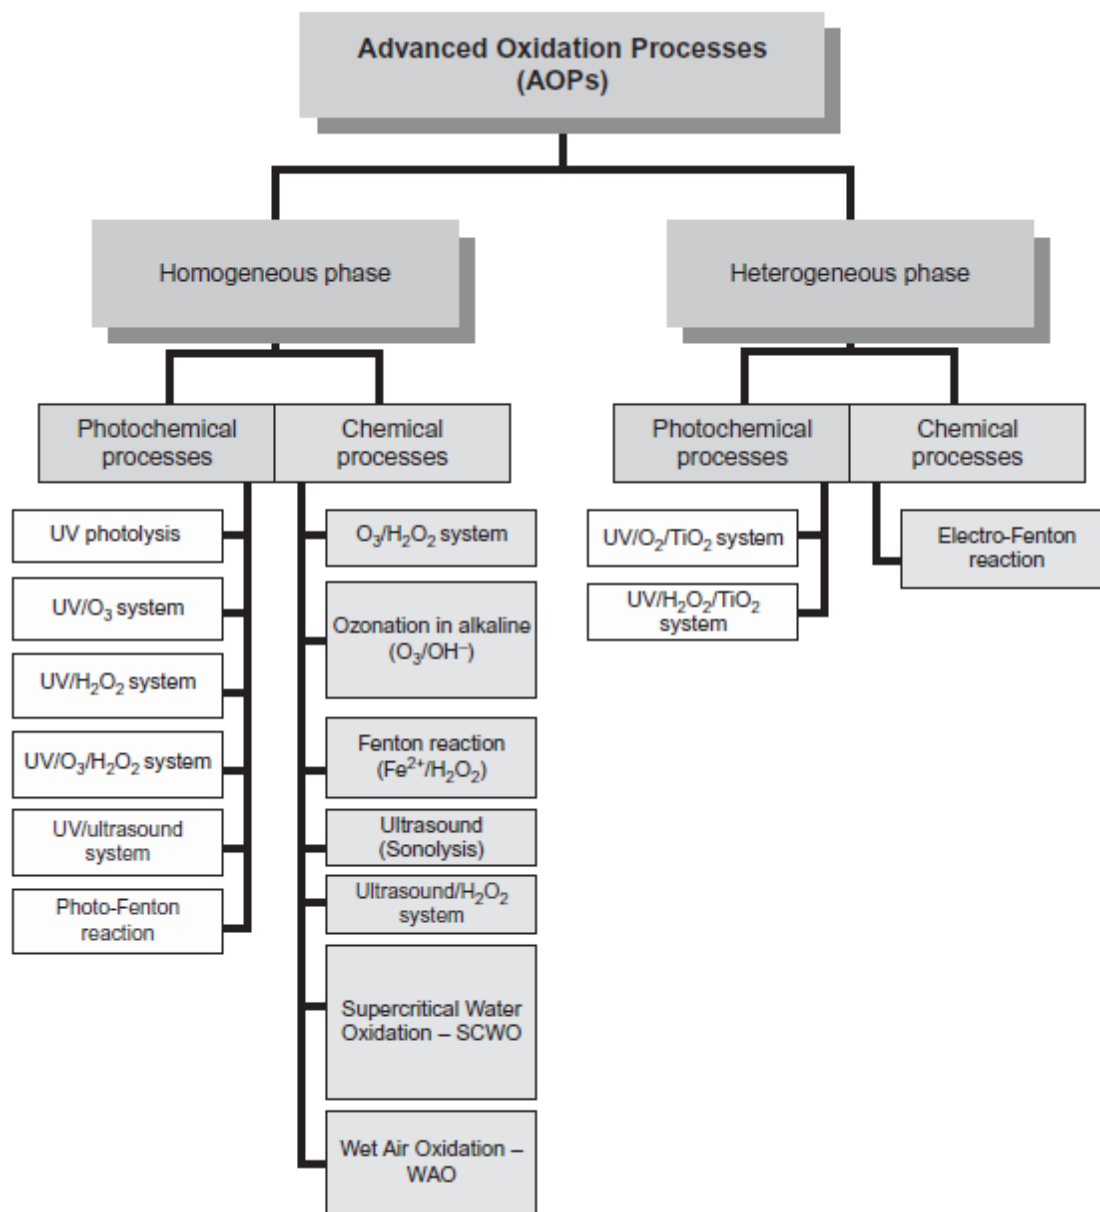 Advanced Oxidation Processes
(AOPs)
Homogeneous phase
Heterogeneous phase
Photochemical
processes
Chemical
processes
Photochemical
processes
Chemical
processes
UV photolysis
UV/O₃ system
UV/H₂O₂ system
UV/O₃/H₂O₂ system
UV/ultrasound
system
Photo-Fenton
reaction
O₃/H₂O₂ system
Ozonation in alkaline
(O₃/OH⁻)
Fenton reaction
(Fe²⁺/H₂O₂)
Ultrasound
(Sonolysis)
Ultrasound/H₂O₂
system
Supercritical Water
Oxidation – SCWO
Wet Air Oxidation –
WAO
UV/O₂/TiO₂ system
UV/H₂O₂/TiO₂
system
Electro-Fenton
reaction